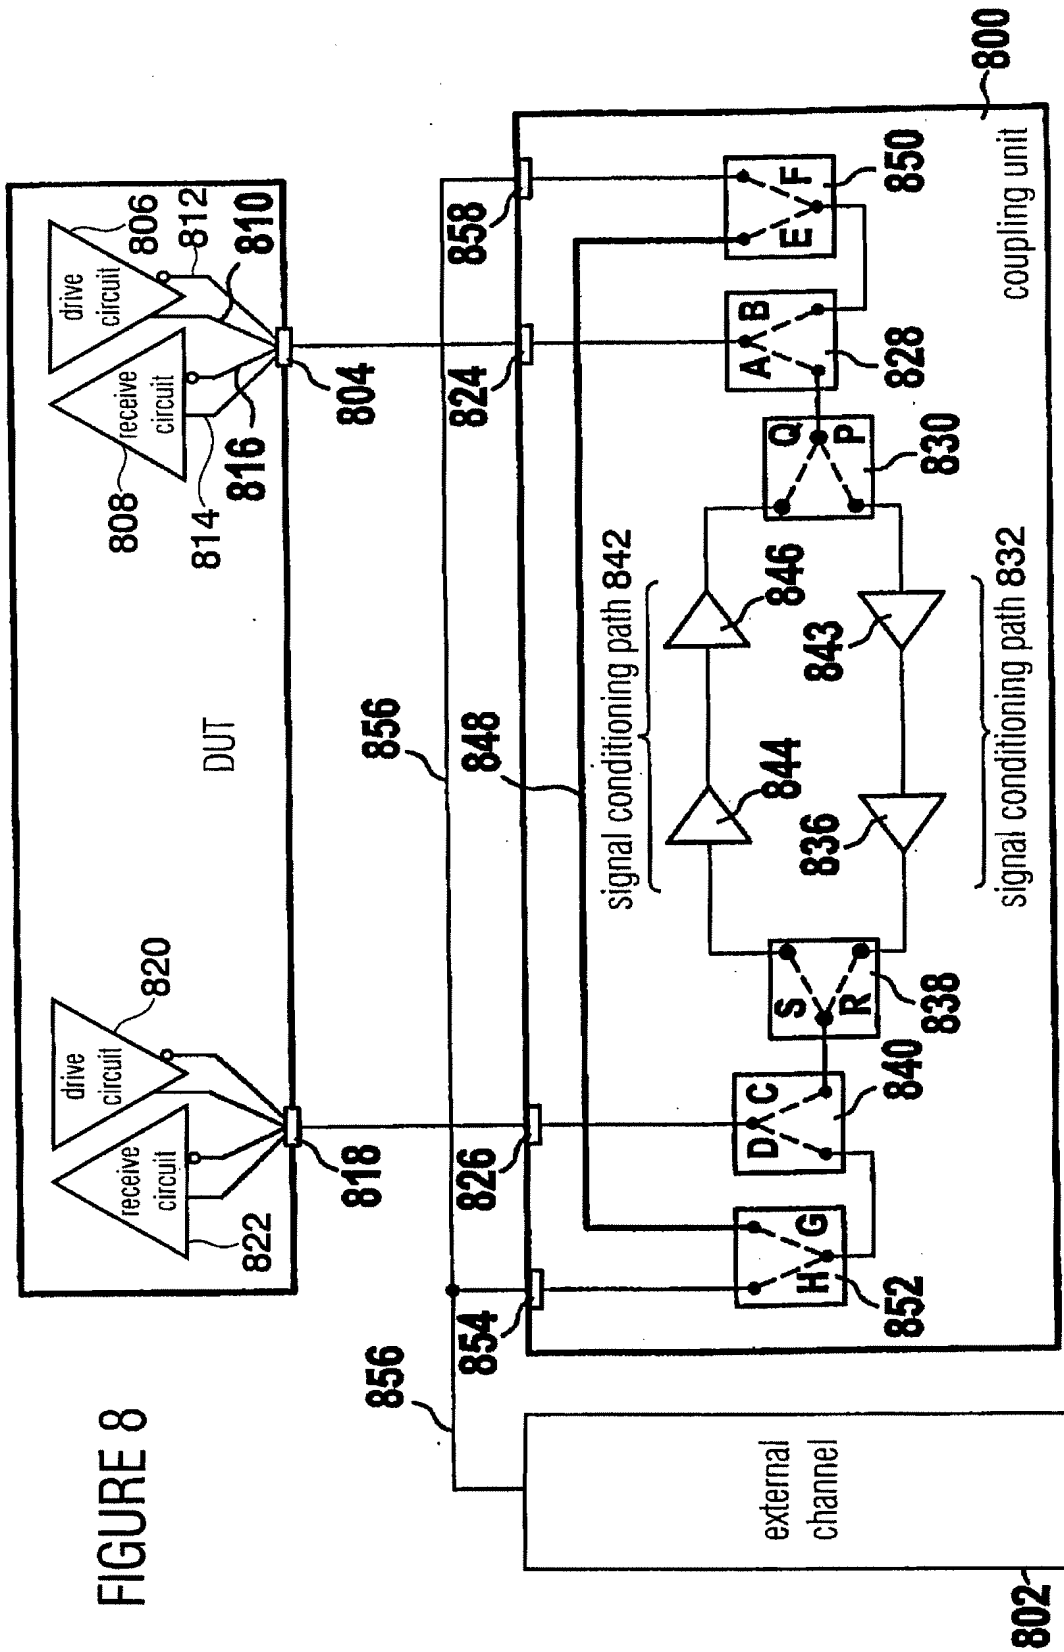 FIGURE 8
drive
circuit
806
812
810
receive
circuit
808
814
816
804
DUT
drive
circuit
820
receive
circuit
822
818
856
856
848
858
824
826
854
800
coupling unit
E
F
850
A
B
828
Q
P
830
signal conditioning path 842
846
844
843
836
signal conditioning path 832
S
R
838
D
C
840
H
G
852
external
channel
802